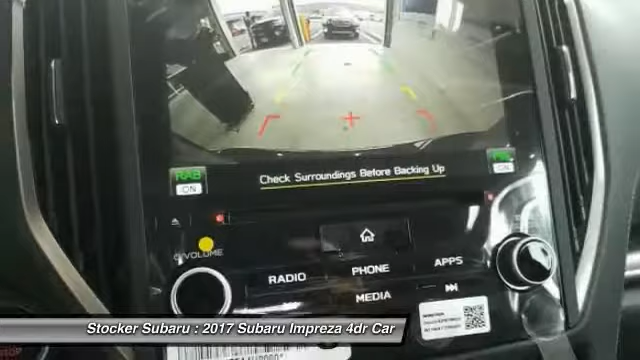 RAB
ON
Check Surroundings Before Backing Up
ON
VOLUME
RADIO
PHONE
APPS
MEDIA
Stocker Subaru : 2017 Subaru Impreza 4dr Car